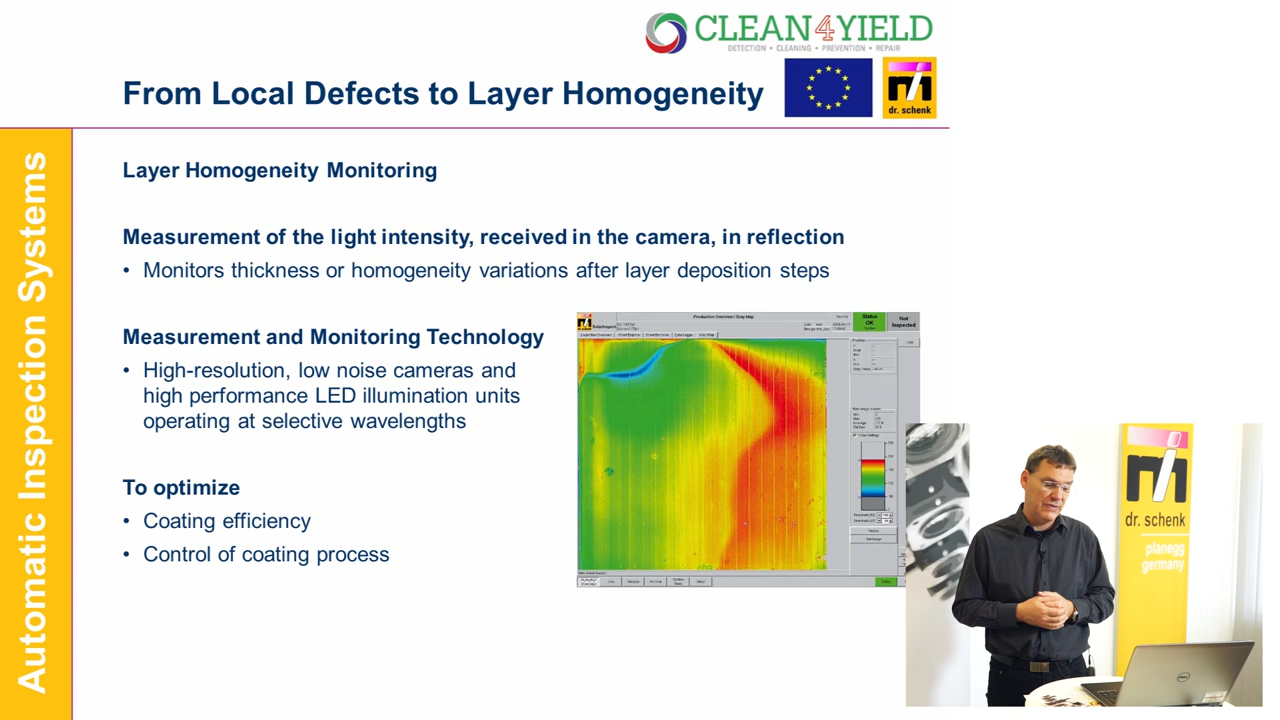 CLEAN4YIELD
DETECTION • CLEANING • PREVENTION • REPAIR
From Local Defects to Layer Homogeneity
dr. schenk
Automatic Inspection Systems
Layer Homogeneity Monitoring
Measurement of the light intensity, received in the camera, in reflection
• Monitors thickness or homogeneity variations after layer deposition steps
Measurement and Monitoring Technology
• High-resolution, low noise cameras and
high performance LED illumination units
operating at selective wavelengths
To optimize
• Coating efficiency
• Control of coating process
Production Overview / Gray Map
Status
OK
Not
Inspected
dr. schenk
planegg
germany
DELL